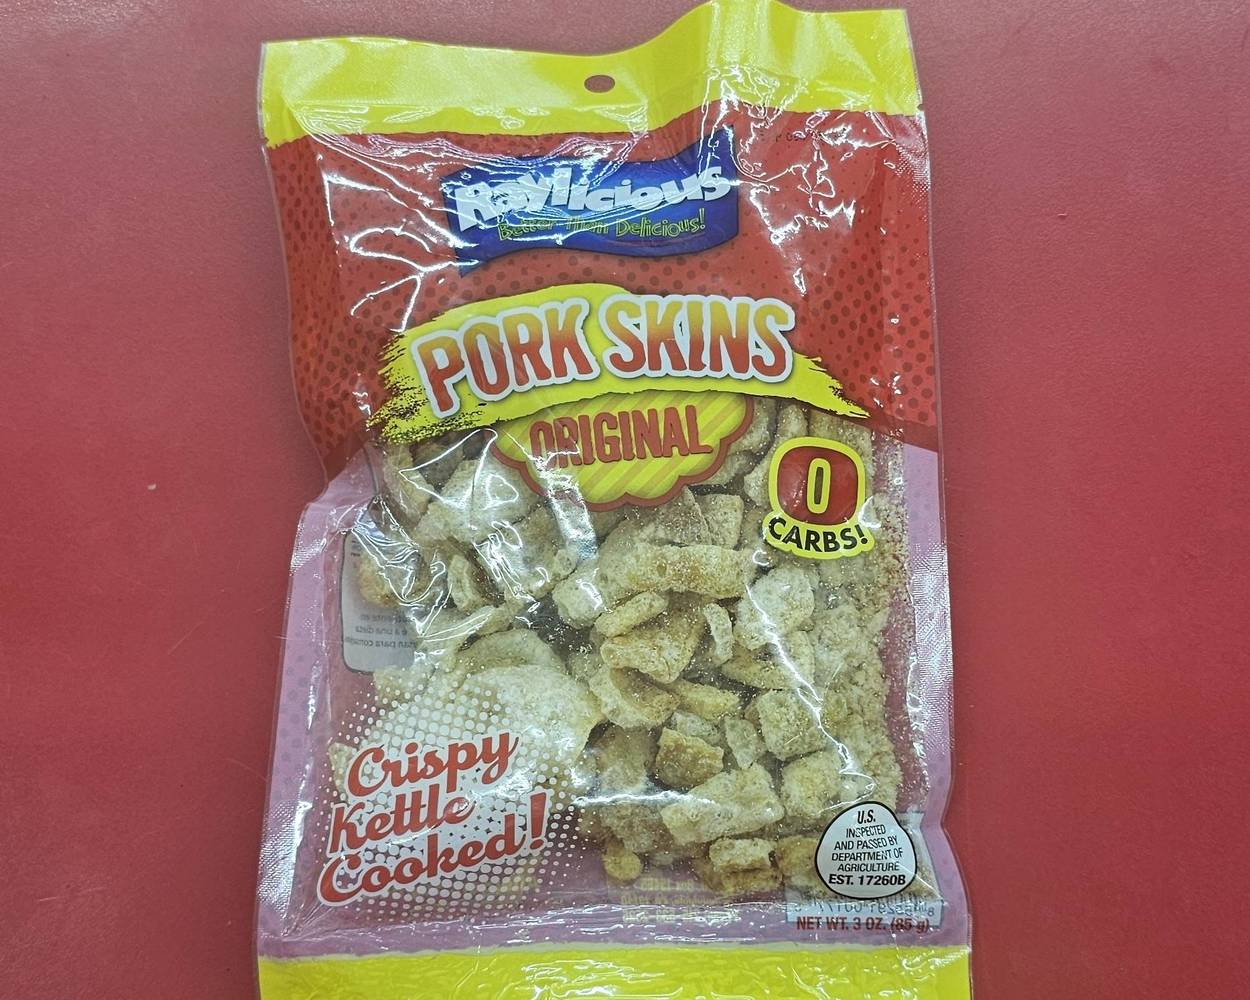 Raylicious
Better Than Delicious!
PORK SKINS
ORIGINAL
0
CARBS!
Crispy
Kettle
Cooked!
U.S.
INSPECTED
AND PASSED BY
DEPARTMENT OF
AGRICULTURE
EST. 17260B
NET WT. 3 OZ. (85 g)